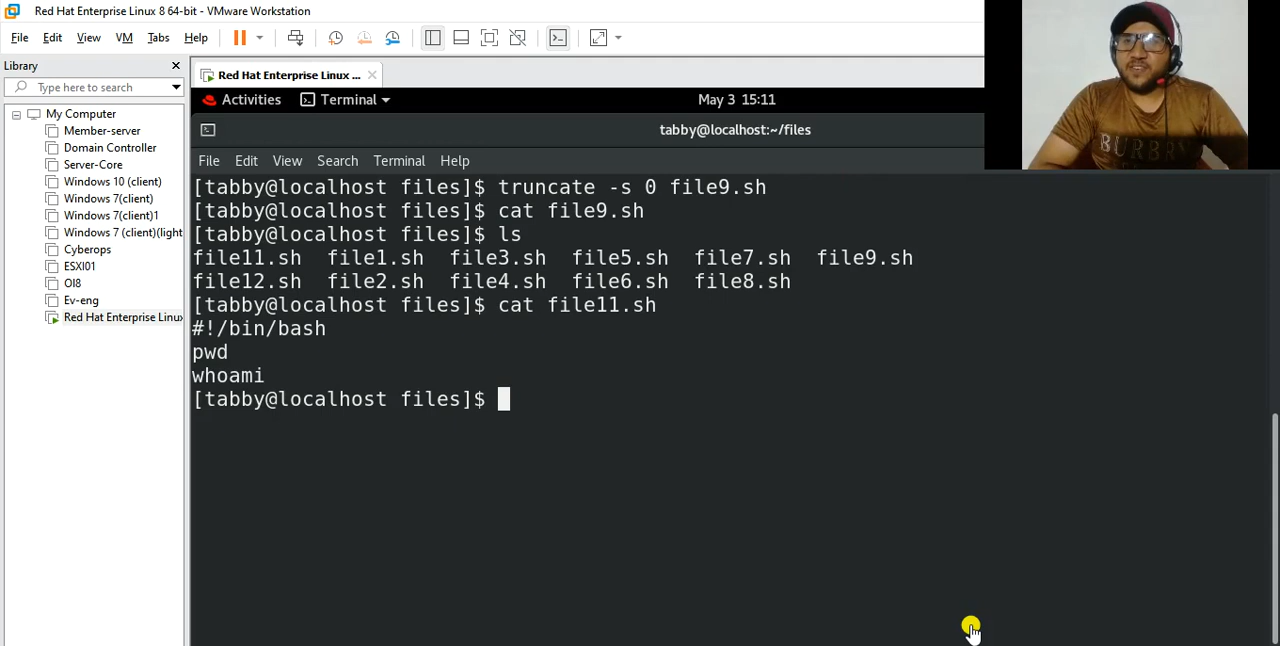 Red Hat Enterprise Linux 8 64-bit - VMware Workstation
File Edit View VM Tabs Help
Library
Type here to search
My Computer
Member-server
Domain Controller
Server-Core
Windows 10 (client)
Windows 7(client)
Windows 7(client)1
Windows 7 (client)(light
Cyberops
ESXI01
OI8
Ev-eng
Red Hat Enterprise Linux
Red Hat Enterprise Linux ...
Activities Terminal May 3 15:11
tabby@localhost:~/files
File Edit View Search Terminal Help
[tabby@localhost files]$ truncate -s 0 file9.sh
[tabby@localhost files]$ cat file9.sh
[tabby@localhost files]$ ls
file11.sh file1.sh file3.sh file5.sh file7.sh file9.sh
file12.sh file2.sh file4.sh file6.sh file8.sh
[tabby@localhost files]$ cat file11.sh
#!/bin/bash
pwd
whoami
[tabby@localhost files]$
BURBRY